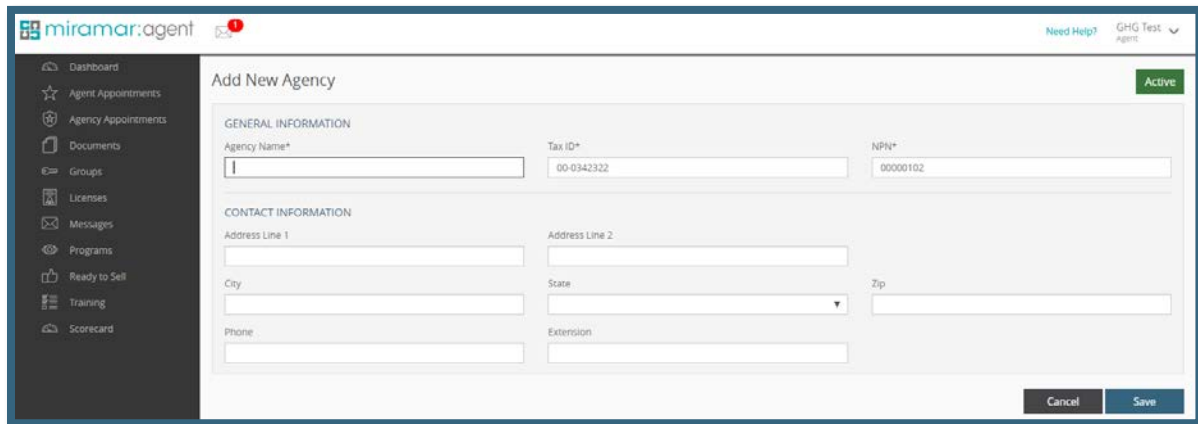 miramar:agent
1
Need Help?
GHG Test
Agent
Dashboard
Agent Appointments
Agency Appointments
Documents
Groups
Licenses
Messages
Programs
Ready to Sell
Training
Scorecard
Add New Agency
Active
GENERAL INFORMATION
Agency Name* Tax ID* NPN*
00-0342322 00000102
CONTACT INFORMATION
Address Line 1 Address Line 2
City State Zip
Phone Extension
Cancel Save